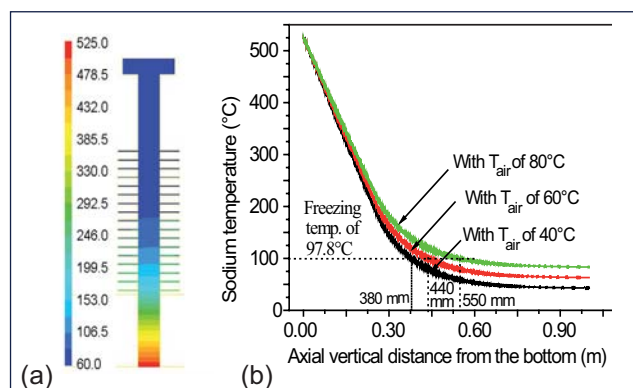 525.0
478.5
432.0
385.5
330.0
292.5
246.0
199.5
153.0
106.5
60.0
(a)
b
500
400
300
200
100
0
Sodium temperature (°C)
With Tair of 80°C
With Tair of 60°C
With Tair of 40°C
Freezing
temp. of
97.8°C
380 mm
440
mm
550 mm
0.00 0.30 0.60 0.90
Axial vertical distance from the bottom (m)
(b)